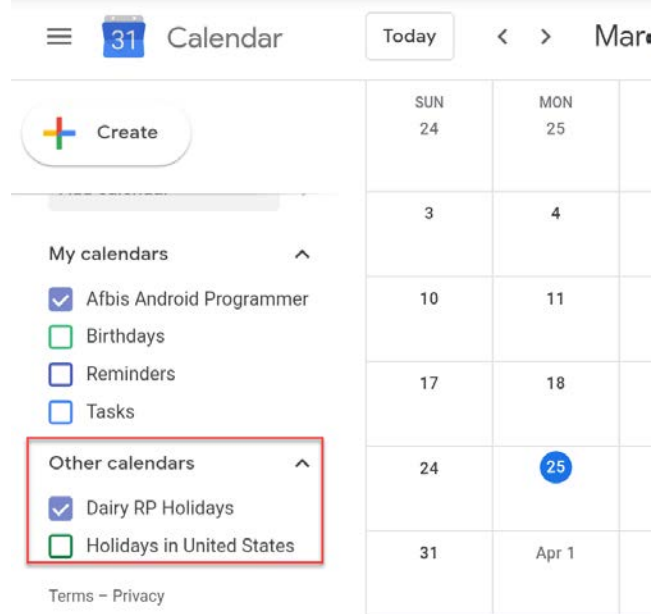 31 Calendar Today < > Mar
Create
SUN MON
24 25
3 4
My calendars
Afbis Android Programmer 10 11
Birthdays
Reminders
17 18
Tasks
Other calendars
24 25
Dairy RP Holidays
Holidays in United States
31 Apr 1
Terms – Privacy